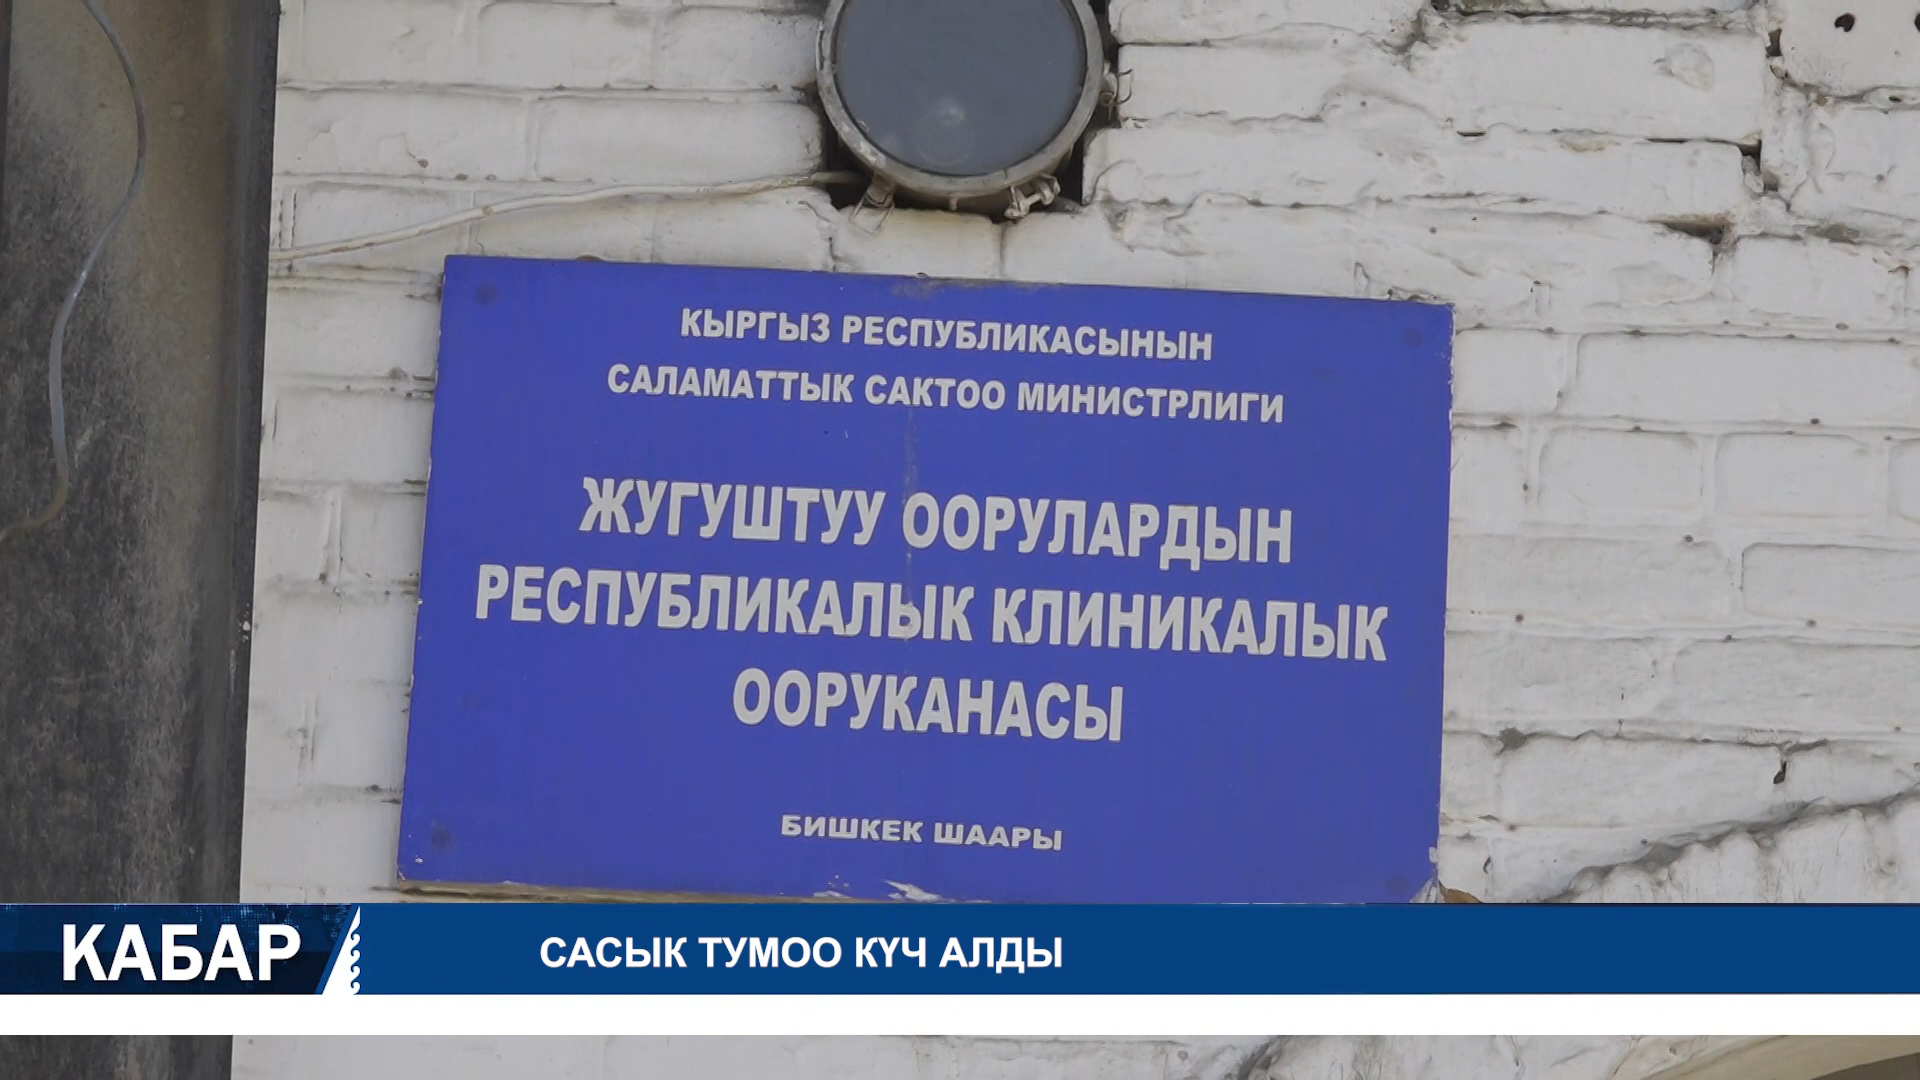 КЫРГЫЗ РЕСПУБЛИКАСЫНЫН
САЛАМАТТЫК САКТОО МИНИСТРЛИГИ
ЖУГУШТУУ ООРУЛАРДЫН
РЕСПУБЛИКАЛЫК КЛИНИКАЛЫК
ООРУКАНАСЫ
БИШКЕК ШААРЫ
КАБАР
САСЫК ТУМОО КҮЧ АЛДЫ